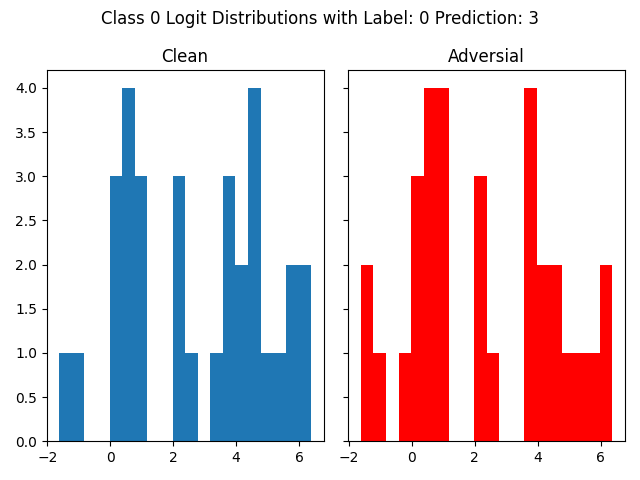 Class 0 Logit Distributions with Label: 0 Prediction: 3
Clean
Adversial
4.0
3.5
3.0
2.5
2.0
1.5
1.0
0.5
0.0
−2 0 2 4 6
−2 0 2 4 6